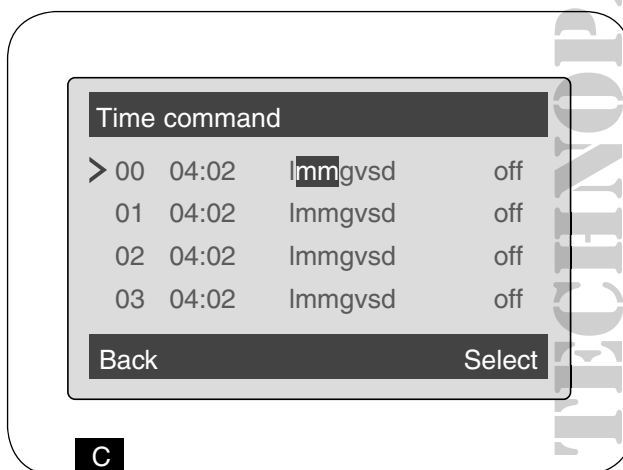 Time command
> 00 04:02 lmmgvsd off
01 04:02 lmmgvsd off
02 04:02 lmmgvsd off
03 04:02 lmmgvsd off
Back Select
C
TECHNOP